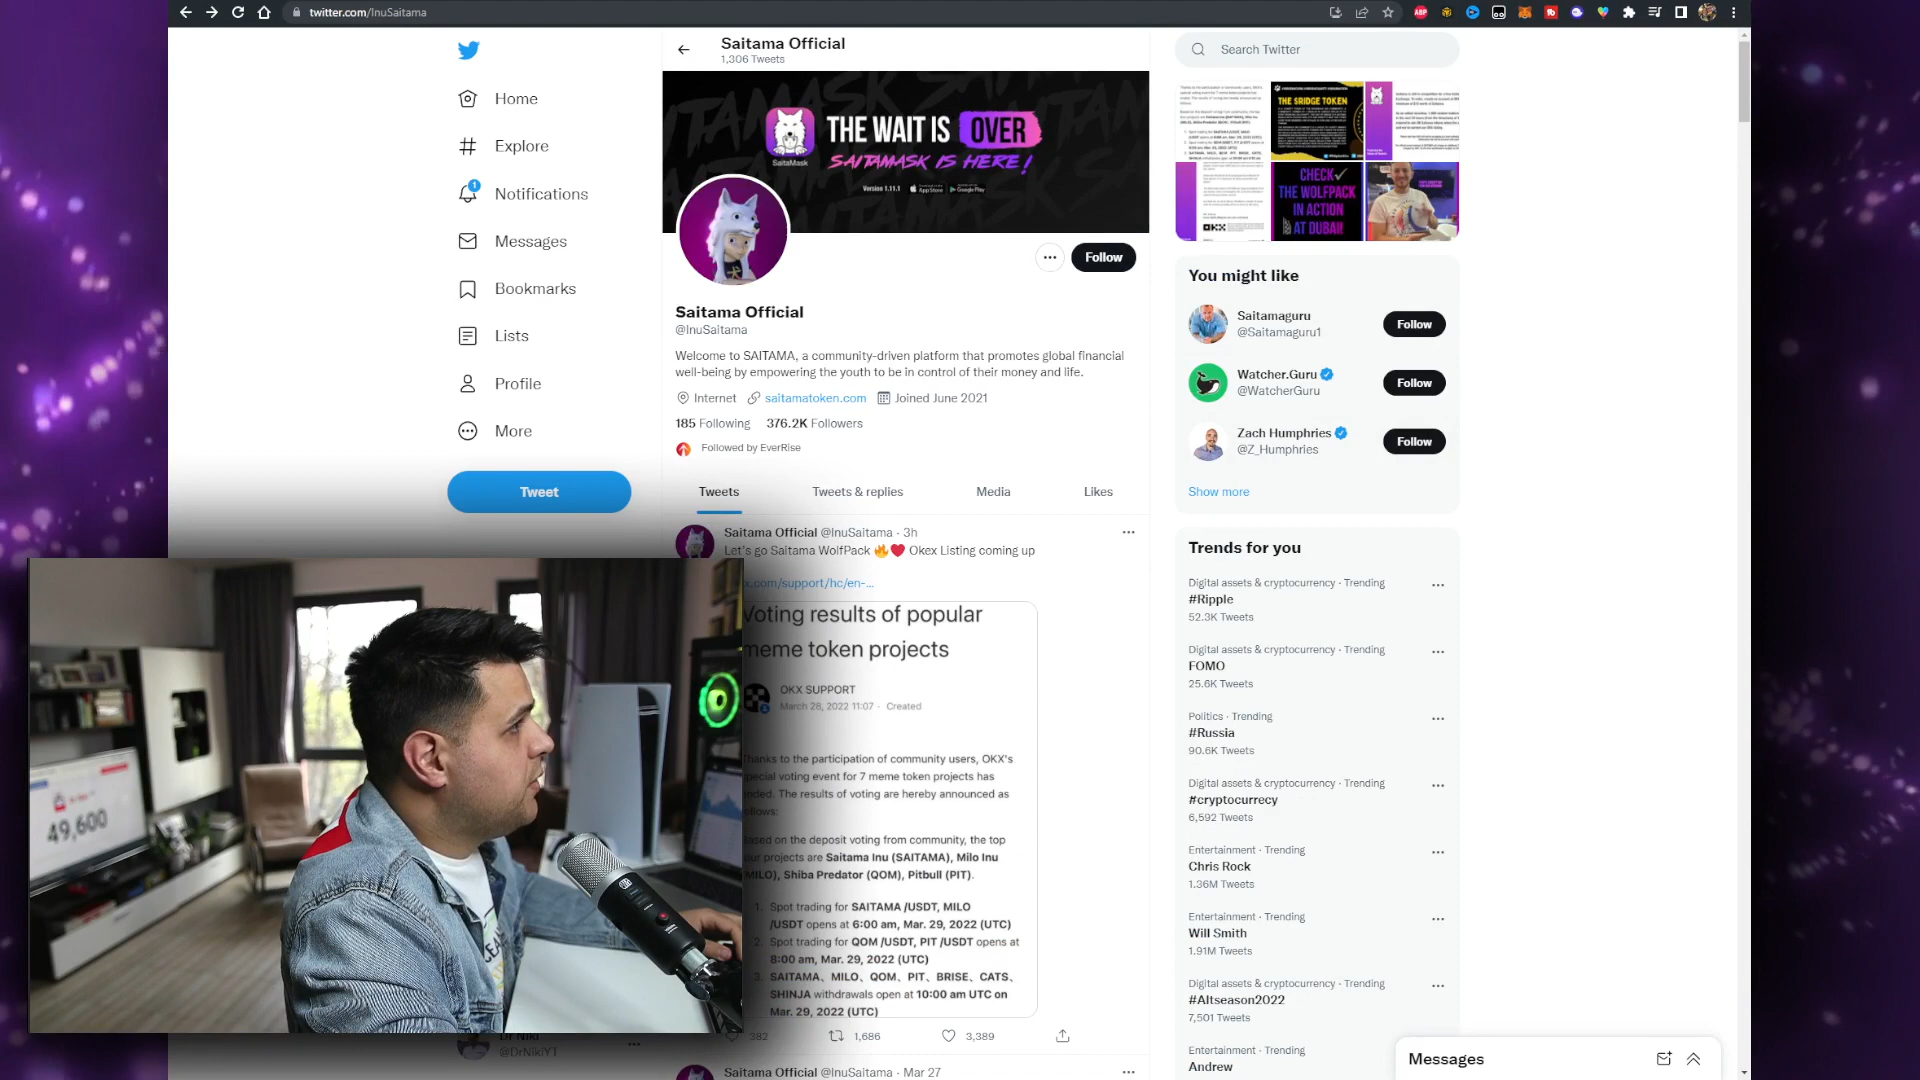 twitter.com/InuSaitama
Saitama Official
1,306 Tweets
Search Twitter
Home
Explore
1
Notifications
Messages
Bookmarks
Lists
Profile
More
Tweet
THE WAIT IS OVER
SAITAMASK IS HERE!
SaitaMask
Version 1.11.1
App Store
Google Play
Follow
Saitama Official
@InuSaitama
Welcome to SAITAMA, a community-driven platform that promotes global financial
well-being by empowering the youth to be in control of their money and life.
Internet saitamatoken.com Joined June 2021
185 Following 376.2K Followers
Followed by EverRise
Tweets Tweets & replies Media Likes
Saitama Official @InuSaitama · 3h
Let's go Saitama WolfPack 🔥❤️ Okex Listing coming up
x.com/support/hc/en-...
Voting results of popular
meme token projects
OKX SUPPORT
March 28, 2022 11:07 · Created
Thanks to the participation of community users, OKX's
special voting event for 7 meme token projects has
ended. The results of voting are hereby announced as
follows:
Based on the deposit voting from community, the top
four projects are Saitama Inu (SAITAMA), Milo Inu
(MILO), Shiba Predator (QOM), Pitbull (PIT).
1. Spot trading for SAITAMA /USDT, MILO
/USDT opens at 6:00 am, Mar. 29, 2022 (UTC)
2. Spot trading for QOM /USDT, PIT /USDT opens at
8:00 am, Mar. 29, 2022 (UTC)
3. SAITAMA、MILO、QOM、PIT、BRISE、CATS、
SHINJA withdrawals open at 10:00 am UTC on
Mar. 29, 2022 (UTC)
382 1,686 3,389
Saitama Official @InuSaitama · Mar 27
THE SRIDGE TOKEN
CHECK✓
THE WOLFPACK
IN ACTION
AT DUBAI!
OKX
You might like
Saitamaguru
@Saitamaguru1
Follow
Watcher.Guru
@WatcherGuru
Follow
Zach Humphries
@Z_Humphries
Follow
Show more
Trends for you
Digital assets & cryptocurrency · Trending
#Ripple
52.3K Tweets
Digital assets & cryptocurrency · Trending
FOMO
25.6K Tweets
Politics · Trending
#Russia
90.6K Tweets
Digital assets & cryptocurrency · Trending
#cryptocurrecy
6,592 Tweets
Entertainment · Trending
Chris Rock
1.36M Tweets
Entertainment · Trending
Will Smith
1.91M Tweets
Digital assets & cryptocurrency · Trending
#Altseason2022
7,501 Tweets
Entertainment · Trending
Andrew
Messages
49,600
Dr Niki
@DrNikiYT
ABP